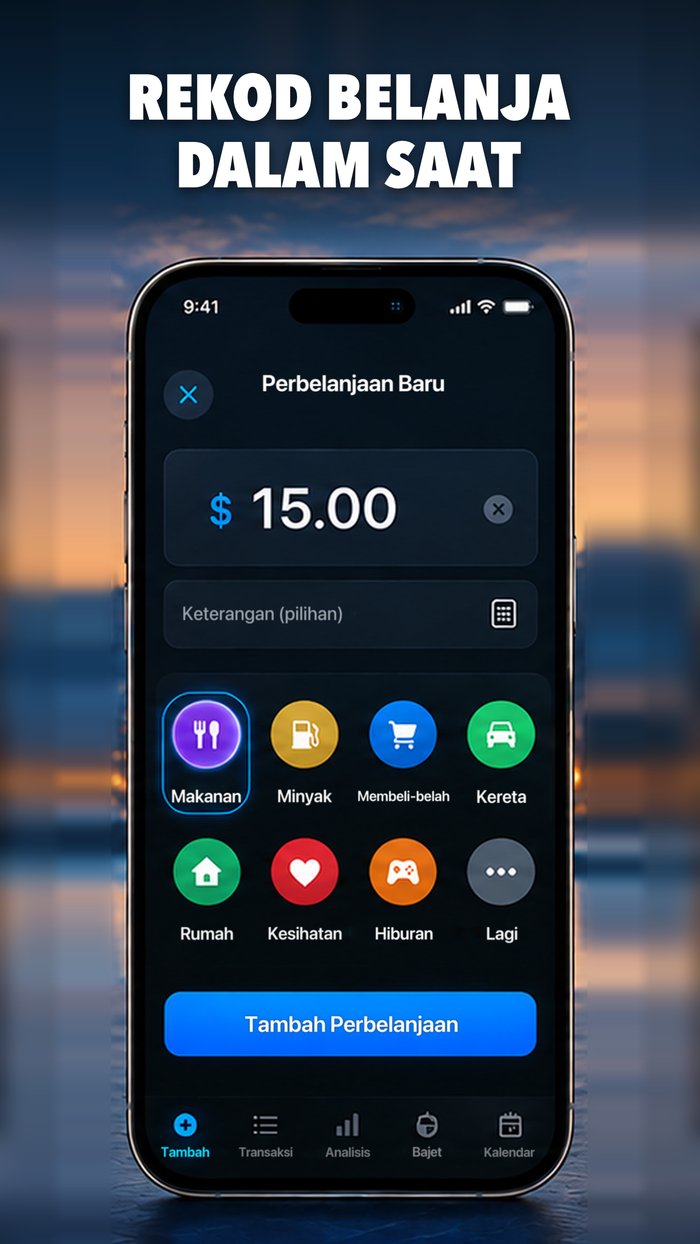 REKOD BELANJA
DALAM SAAT
9:41
Perbelanjaan Baru
$ 15.00
Keterangan (pilihan)
Makanan
Minyak
Membeli-belah
Kereta
Rumah
Kesihatan
Hiburan
Lagi
Tambah Perbelanjaan
Tambah
Transaksi
Analisis
Bajet
Kalendar